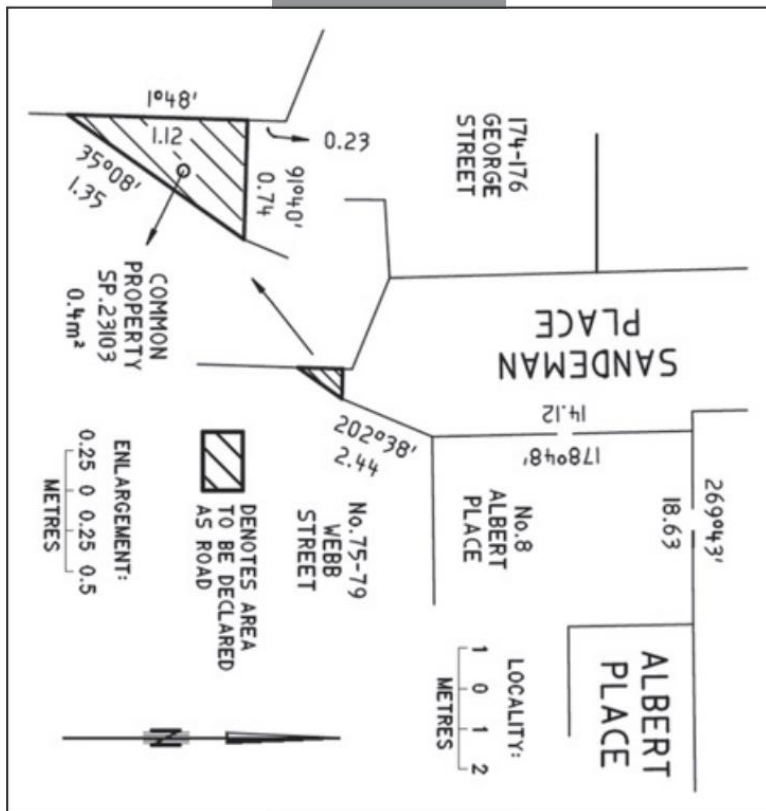 1°48'
1.12
0.23
35°08'
1.35
91°40'
0.74
174-176
GEORGE
STREET
COMMON
PROPERTY
SP.23103
0.4m²
SANDEMAN
PLACE
14.12
178°48'
202°38'
2.44
269°43'
18.63
ENLARGEMENT:
0.25 0 0.25 0.5
METRES
DENOTES AREA
TO BE DECLARED
AS ROAD
No.75-79
WEBB
STREET
No.8
ALBERT
PLACE
LOCALITY:
1 0 1 2
METRES
ALBERT
PLACE
N